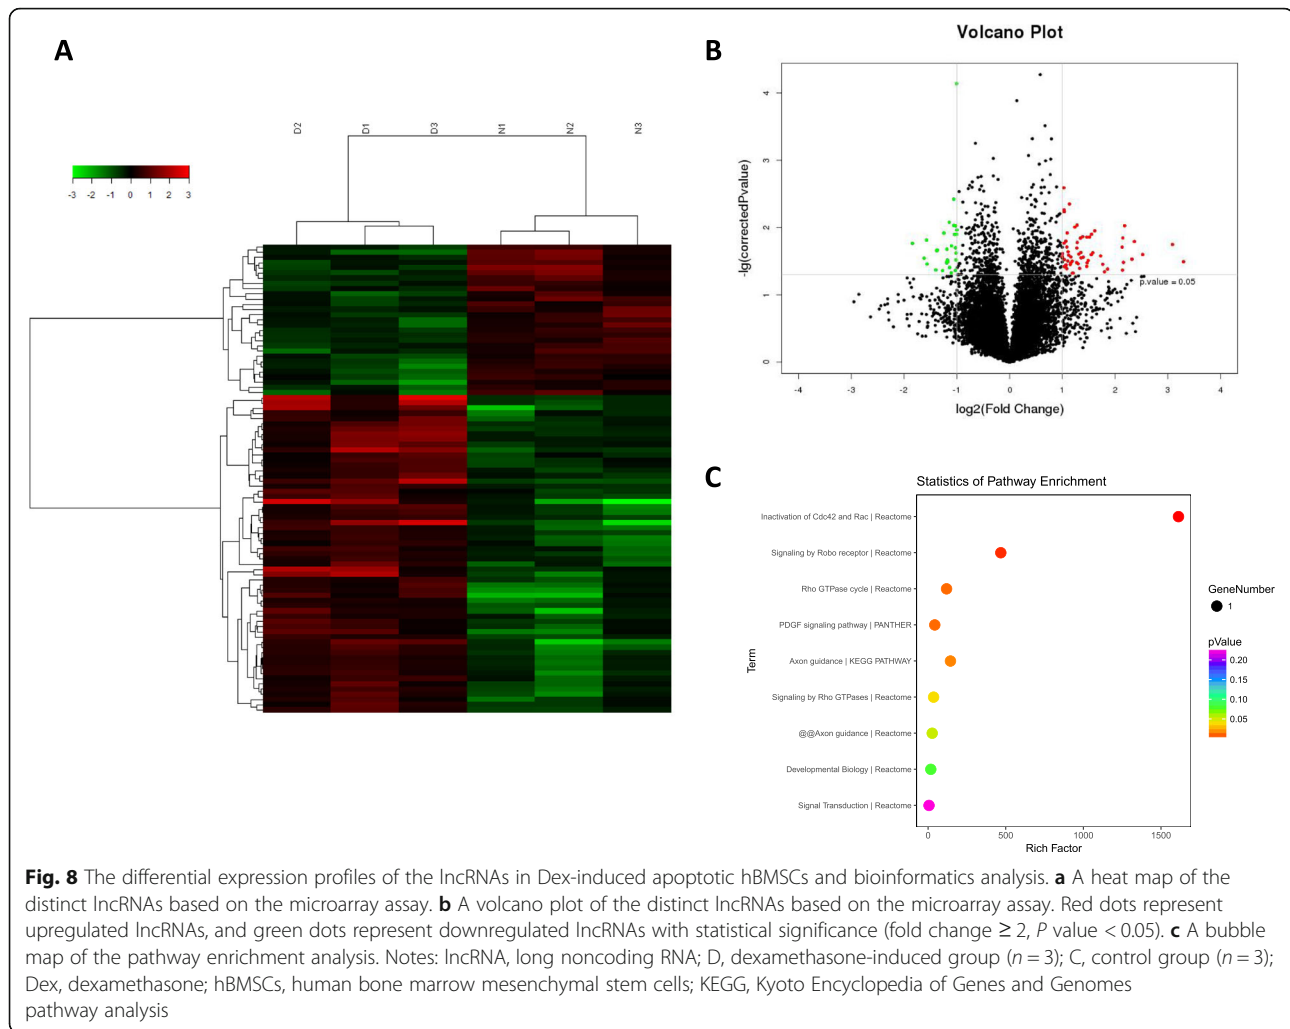 A
D2 D1 D3 N1 N2 N3
-3 -2 -1 0 1 2 3
B
Volcano Plot
-lg(correctedPvalue)
4
3
2
1
0
p.value = 0.05
-4 -3 -2 -1 0 1 2 3 4
log2(Fold Change)
C
Statistics of Pathway Enrichment
Term
Inactivation of Cdc42 and Rac | Reactome
Signaling by Robo receptor | Reactome
Rho GTPase cycle | Reactome
PDGF signaling pathway | PANTHER
Axon guidance | KEGG PATHWAY
Signaling by Rho GTPases | Reactome
@@Axon guidance | Reactome
Developmental Biology | Reactome
Signal Transduction | Reactome
0 500 1000 1500
Rich Factor
GeneNumber
1
pValue
0.20
0.15
0.10
0.05
Fig. 8 The differential expression profiles of the lncRNAs in Dex-induced apoptotic hBMSCs and bioinformatics analysis. a A heat map of the
distinct lncRNAs based on the microarray assay. b A volcano plot of the distinct lncRNAs based on the microarray assay. Red dots represent
upregulated lncRNAs, and green dots represent downregulated lncRNAs with statistical significance (fold change ≥ 2, P value < 0.05). c A bubble
map of the pathway enrichment analysis. Notes: lncRNA, long noncoding RNA; D, dexamethasone-induced group (n = 3); C, control group (n = 3);
Dex, dexamethasone; hBMSCs, human bone marrow mesenchymal stem cells; KEGG, Kyoto Encyclopedia of Genes and Genomes
pathway analysis